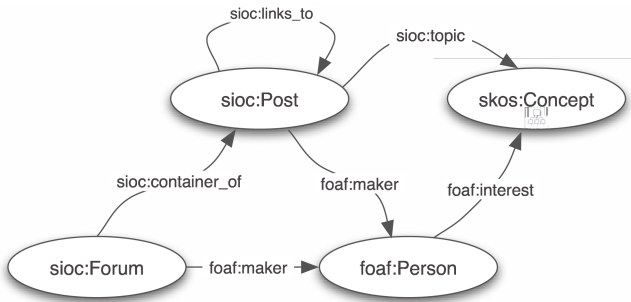 sioc:links_to
sioc:topic
sioc:Post
skos:Concept
sioc:container_of
foaf:maker
foaf:interest
sioc:Forum
foaf:maker
foaf:Person